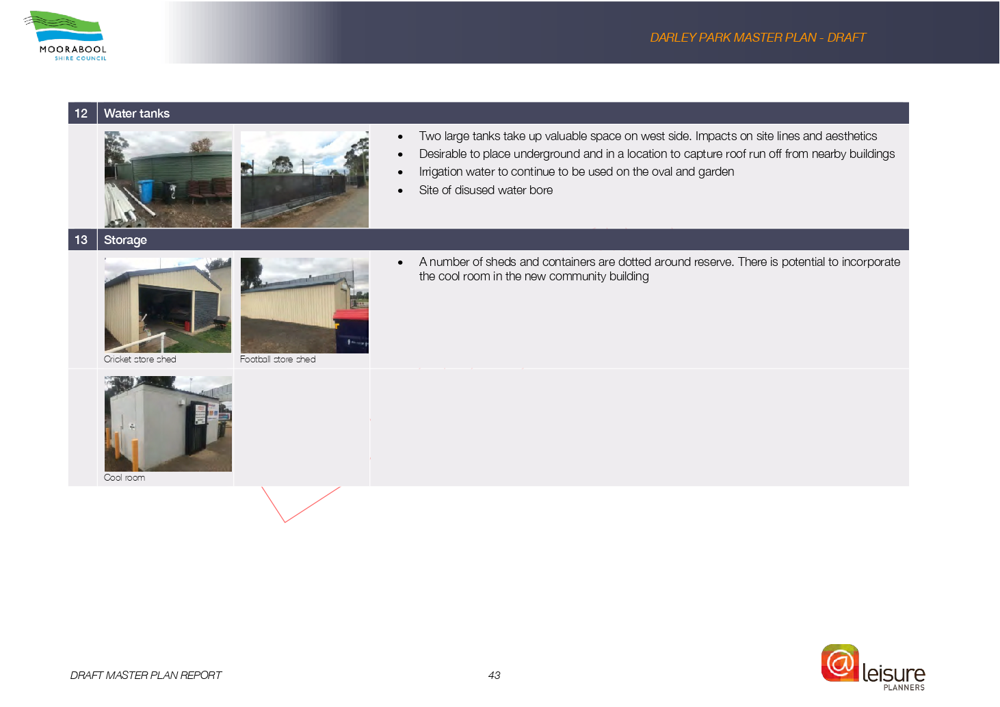 MOORABOOL
SHIRE COUNCIL
DARLEY PARK MASTER PLAN - DRAFT
12 Water tanks
• Two large tanks take up valuable space on west side. Impacts on site lines and aesthetics
• Desirable to place underground and in a location to capture roof run off from nearby buildings
• Irrigation water to continue to be used on the oval and garden
• Site of disused water bore
13 Storage
• A number of sheds and containers are dotted around reserve. There is potential to incorporate
the cool room in the new community building
Cricket store shed
Football store shed
Cool room
DRAFT MASTER PLAN REPORT
43
@leisure
PLANNERS